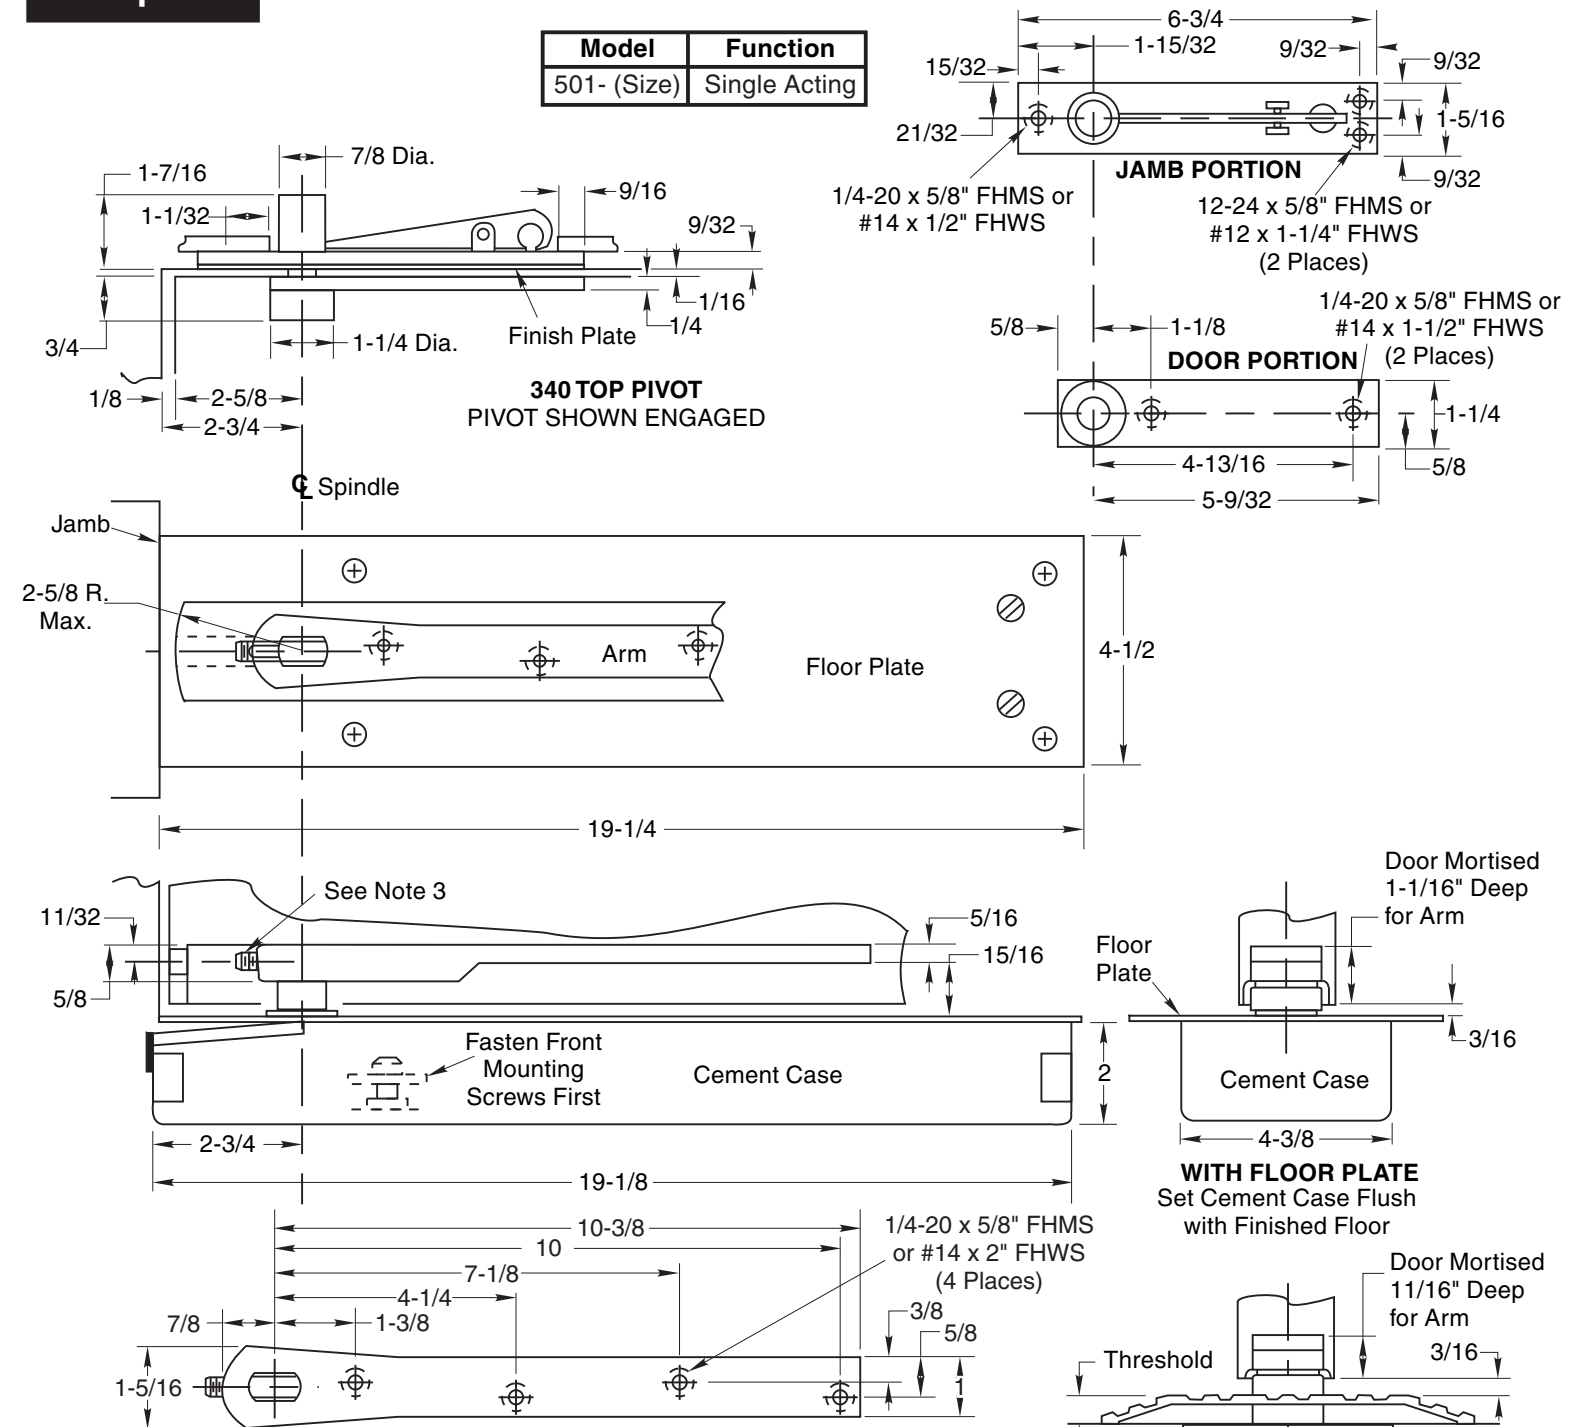 Model Function
501- (Size) Single Acting
6-3/4
1-15/32
9/32
15/32
9/32
21/32
1-5/16
JAMB PORTION
9/32
1/4-20 x 5/8" FHMS or
#14 x 1/2" FHWS
12-24 x 5/8" FHMS or
#12 x 1-1/4" FHWS
(2 Places)
7/8 Dia.
1-7/16
1-1/32
9/16
9/32
1/16
1/4
Finish Plate
3/4
1-1/4 Dia.
1/8
2-5/8
2-3/4
340 TOP PIVOT
PIVOT SHOWN ENGAGED
1/4-20 x 5/8" FHMS or
#14 x 1-1/2" FHWS
(2 Places)
5/8
1-1/8
DOOR PORTION
1-1/4
4-13/16
5/8
5-9/32
CL Spindle
Jamb
2-5/8 R.
Max.
Arm
Floor Plate
4-1/2
19-1/4
See Note 3
11/32
5/16
15/16
5/8
Fasten Front
Mounting
Screws First
Cement Case
2
2-3/4
19-1/8
Door Mortised
1-1/16" Deep
for Arm
Floor
Plate
3/16
Cement Case
4-3/8
WITH FLOOR PLATE
Set Cement Case Flush
with Finished Floor
10-3/8
10
7-1/8
4-1/4
7/8
1-3/8
1/4-20 x 5/8" FHMS
or #14 x 2" FHWS
(4 Places)
3/8
5/8
1-5/16
1
Door Mortised
11/16" Deep
for Arm
Threshold
3/16